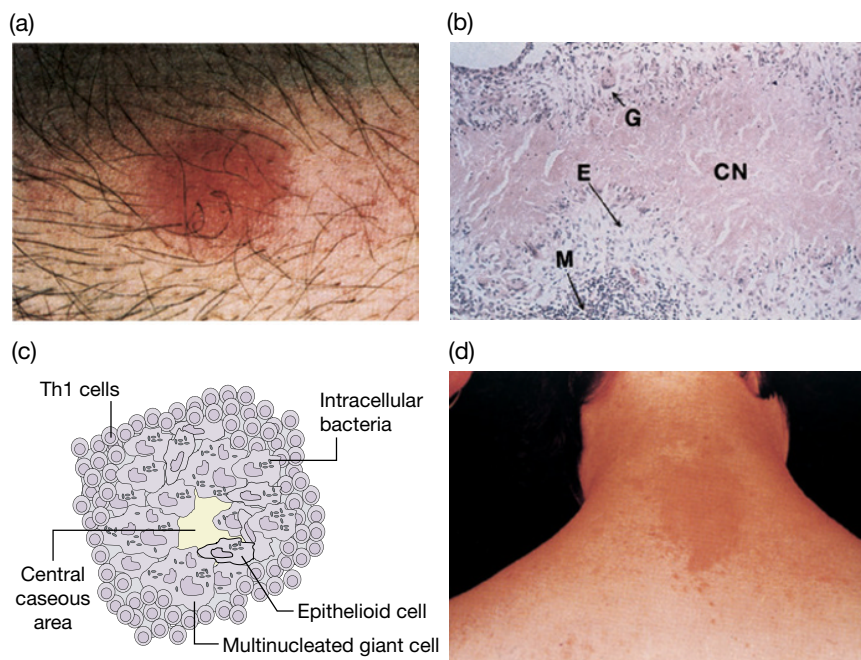 (a)
(b)
G
E
CN
M
(c)
Th1 cells
Intracellular
bacteria
Central
caseous
area
Epithelioid cell
Multinucleated giant cell
(d)